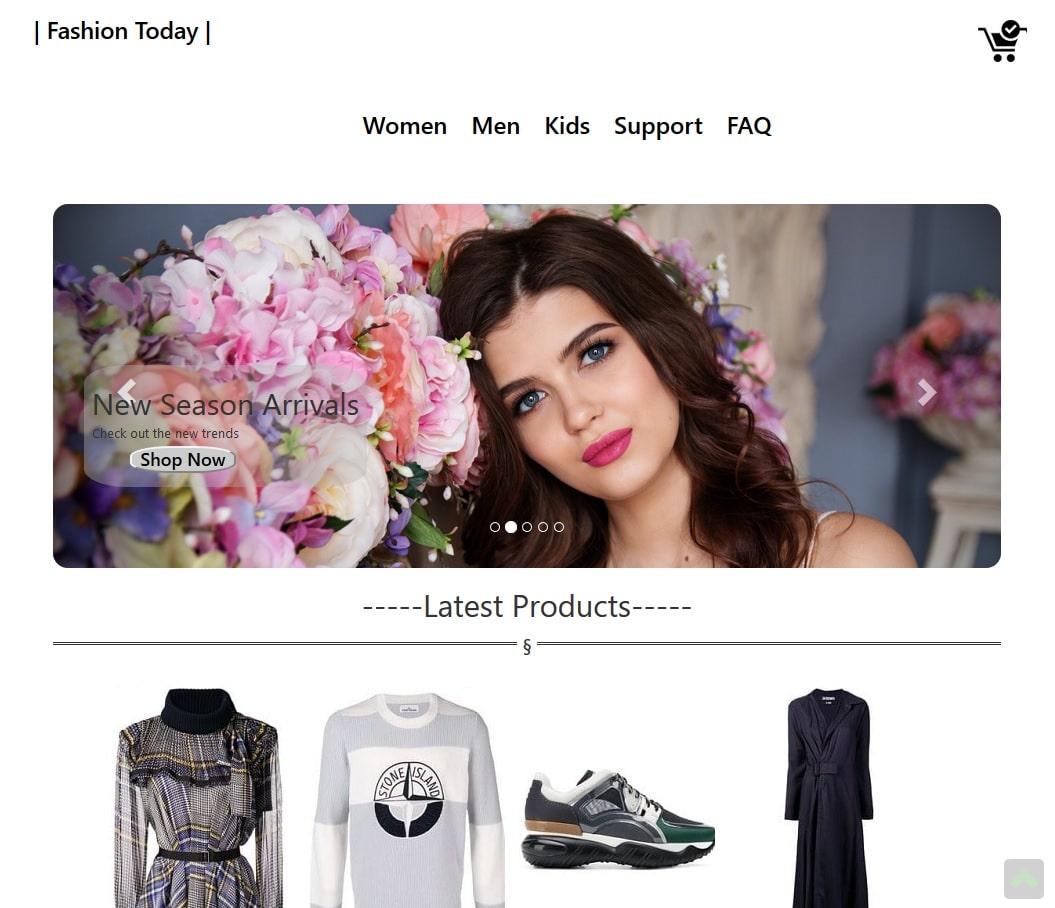 | Fashion Today |
Women Men Kids Support FAQ
New Season Arrivals
Check out the new trends
Shop Now
-----Latest Products-----
§
STONE ISLAND